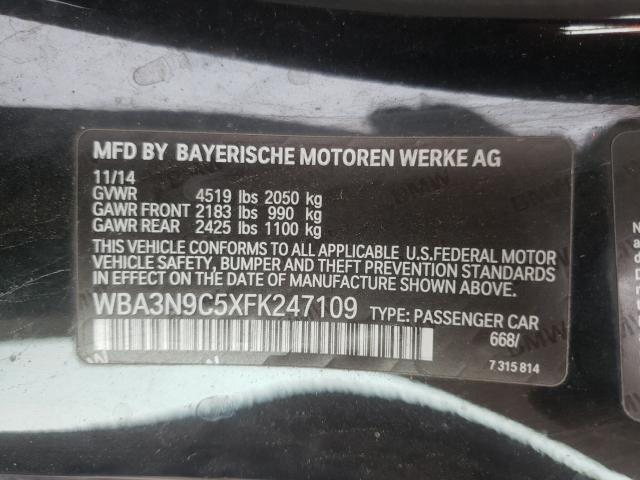 MFD BY BAYERISCHE MOTOREN WERKE AG
11/14
GVWR 4519 lbs 2050 kg
GAWR FRONT 2183 lbs 990 kg
GAWR REAR 2425 lbs 1100 kg
THIS VEHICLE CONFORMS TO ALL APPLICABLE U.S.FEDERAL MOTOR
VEHICLE SAFETY, BUMPER AND THEFT PREVENTION STANDARDS
IN EFFECT ON THE DATE OF MANUFACTURE SHOWN ABOVE.
WBA3N9C5XFK247109 TYPE: PASSENGER CAR
668/
7 315 814